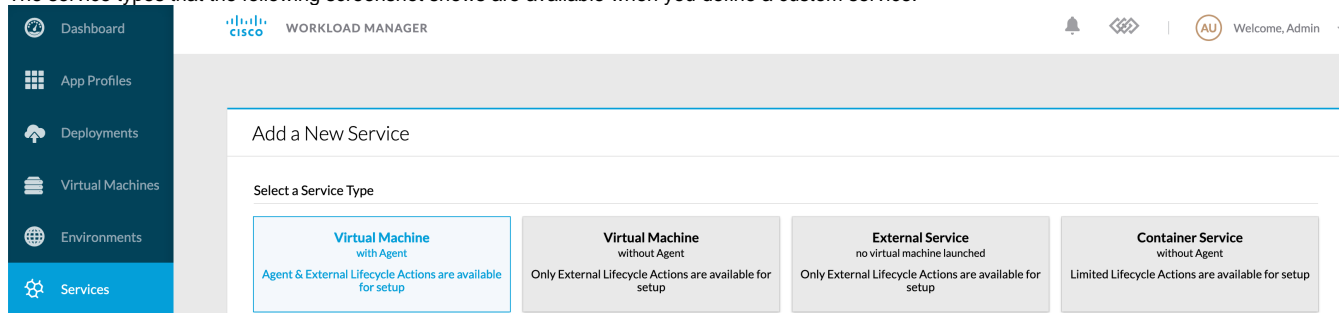 The service types that the following screenshot shows are available when you define a custom service.
Dashboard
CISCO WORKLOAD MANAGER
AU Welcome, Admin
App Profiles
Deployments
Add a New Service
Virtual Machines
Select a Service Type
Environments
Virtual Machine
with Agent
Agent & External Lifecycle Actions are available
for setup
Virtual Machine
without Agent
Only External Lifecycle Actions are available for
setup
External Service
no virtual machine launched
Only External Lifecycle Actions are available for
setup
Container Service
without Agent
Limited Lifecycle Actions are available for setup
Services